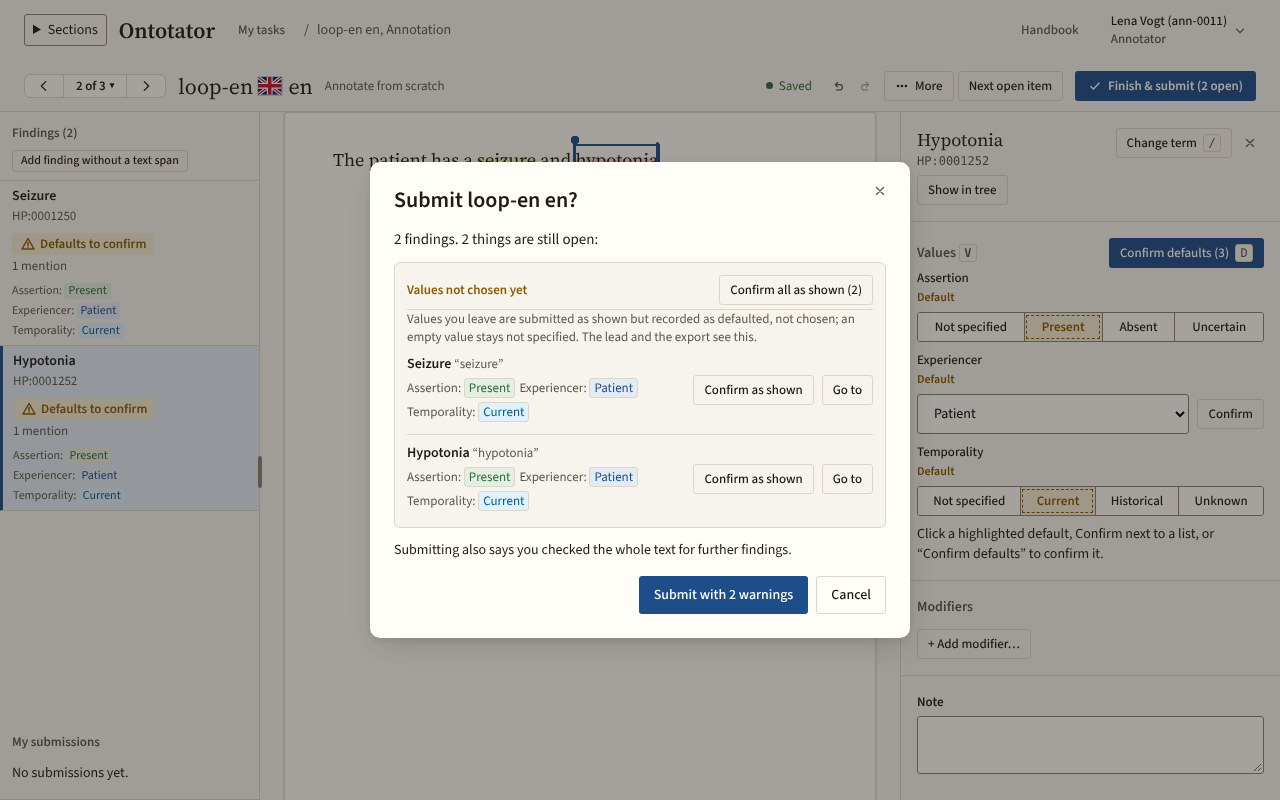 Sections
Ontotator
My tasks
/ loop-en en, Annotation
Handbook
Lena Vogt (ann-0011)
Annotator
2 of 3
loop-en en
Annotate from scratch
Saved
More
Next open item
Finish & submit (2 open)
Findings (2)
Add finding without a text span
Seizure
HP:0001250
Defaults to confirm
1 mention
Assertion: Present
Experiencer: Patient
Temporality: Current
Hypotonia
HP:0001252
Defaults to confirm
1 mention
Assertion: Present
Experiencer: Patient
Temporality: Current
My submissions
No submissions yet.
The patient has a seizure and hypotonia
Submit loop-en en?
2 findings. 2 things are still open:
Values not chosen yet
Confirm all as shown (2)
Values you leave are submitted as shown but recorded as defaulted, not chosen; an
empty value stays not specified. The lead and the export see this.
Seizure “seizure”
Assertion: Present Experiencer: Patient
Temporality: Current
Confirm as shown
Go to
Hypotonia “hypotonia”
Assertion: Present Experiencer: Patient
Temporality: Current
Confirm as shown
Go to
Submitting also says you checked the whole text for further findings.
Submit with 2 warnings
Cancel
Hypotonia
HP:0001252
Change term /
Show in tree
Values V
Confirm defaults (3) D
Assertion
Default
Not specified
Present
Absent
Uncertain
Experiencer
Default
Patient
Confirm
Temporality
Default
Not specified
Current
Historical
Unknown
Click a highlighted default, Confirm next to a list, or
“Confirm defaults” to confirm it.
Modifiers
+ Add modifier…
Note